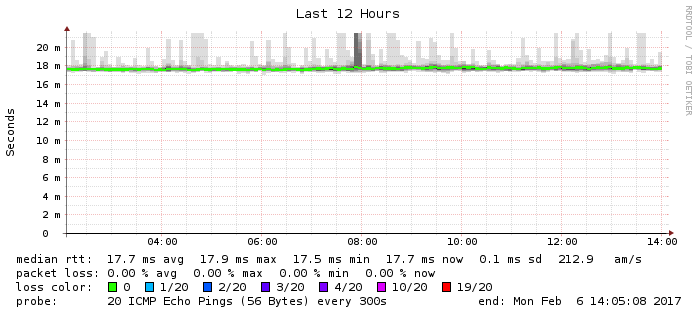 Last 12 Hours
RRDTOOL / TOBI OETIKER
Seconds
20 m
18 m
16 m
14 m
12 m
10 m
8 m
6 m
4 m
2 m
0
04:00 06:00 08:00 10:00 12:00 14:00
median rtt: 17.7 ms avg 17.9 ms max 17.5 ms min 17.7 ms now 0.1 ms sd 212.9 am/s
packet loss: 0.00 % avg 0.00 % max 0.00 % min 0.00 % now
loss color: 0 1/20 2/20 3/20 4/20 10/20 19/20
probe: 20 ICMP Echo Pings (56 Bytes) every 300s end: Mon Feb 6 14:05:08 2017